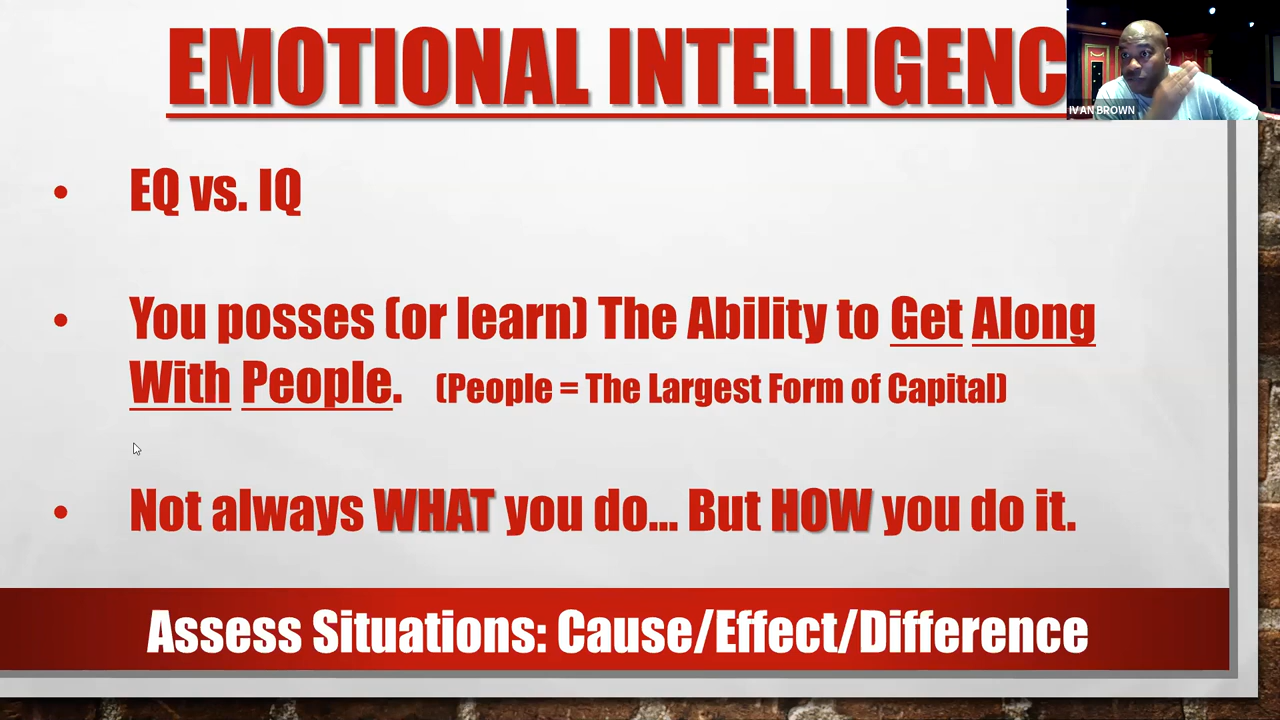 EMOTIONAL INTELLIGENC
IVAN BROWN
• EQ vs. IQ
• You posses (or learn) The Ability to Get Along
With People. (People = The Largest Form of Capital)
• Not always WHAT you do... But HOW you do it.
Assess Situations: Cause/Effect/Difference